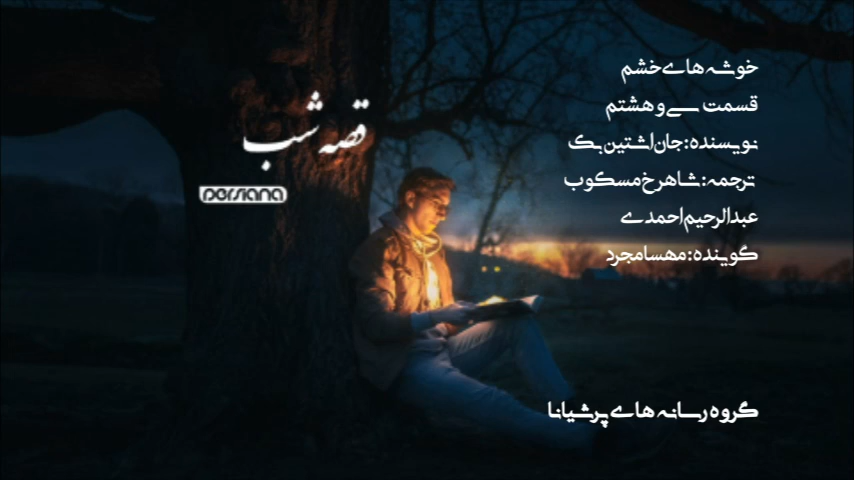 خوشه های خشم
قسمت سی و هشتم
نویسنده:جان اشتین بک
ترجمه:شاهرخ مسکوب
عبدالرحیم احمدی
گوینده:مهسا مجرد
قصه شب
persiana
گروه رسانه های پرشیانا